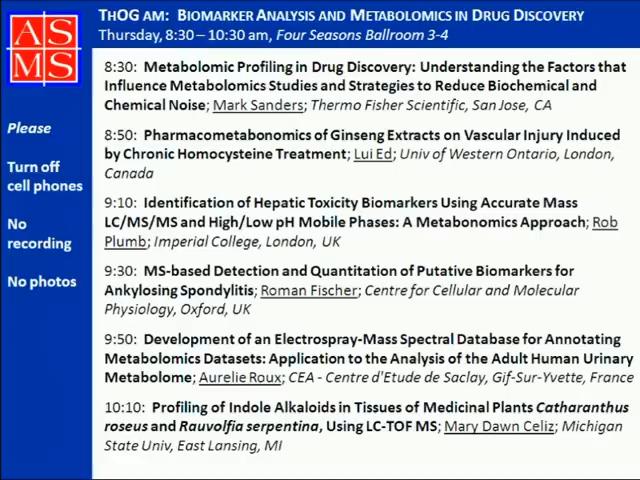 THOG AM: BIOMARKER ANALYSIS AND METABOLOMICS IN DRUG DISCOVERY
Thursday, 8:30 – 10:30 am, Four Seasons Ballroom 3-4
AS
MS
Please
Turn off
cell phones
No
recording
No photos
8:30: Metabolomic Profiling in Drug Discovery: Understanding the Factors that
Influence Metabolomics Studies and Strategies to Reduce Biochemical and
Chemical Noise; Mark Sanders; Thermo Fisher Scientific, San Jose, CA
8:50: Pharmacometabonomics of Ginseng Extracts on Vascular Injury Induced
by Chronic Homocysteine Treatment; Lui Ed; Univ of Western Ontario, London,
Canada
9:10: Identification of Hepatic Toxicity Biomarkers Using Accurate Mass
LC/MS/MS and High/Low pH Mobile Phases: A Metabonomics Approach; Rob
Plumb; Imperial College, London, UK
9:30: MS-based Detection and Quantitation of Putative Biomarkers for
Ankylosing Spondylitis; Roman Fischer; Centre for Cellular and Molecular
Physiology, Oxford, UK
9:50: Development of an Electrospray-Mass Spectral Database for Annotating
Metabolomics Datasets: Application to the Analysis of the Adult Human Urinary
Metabolome; Aurelie Roux; CEA - Centre d'Etude de Saclay, Gif-Sur-Yvette, France
10:10: Profiling of Indole Alkaloids in Tissues of Medicinal Plants Catharanthus
roseus and Rauvolfia serpentina, Using LC-TOF MS; Mary Dawn Celiz; Michigan
State Univ, East Lansing, MI